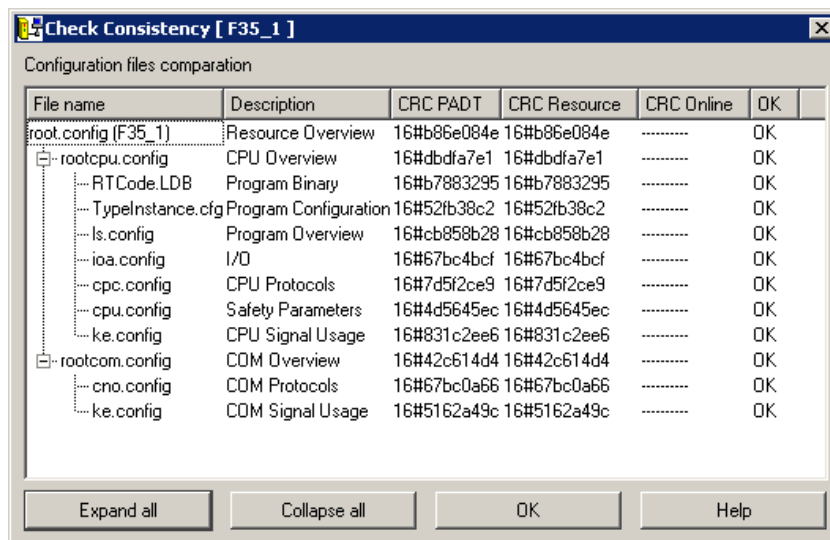 Check Consistency [ F35_1 ]
Configuration files comparation
File name Description CRC PADT CRC Resource CRC Online OK
root.config (F35_1) Resource Overview 16#b86e084e 16#b86e084e --------- OK
rootcpu.config CPU Overview 16#dbdfa7e1 16#dbdfa7e1 --------- OK
RTCode.LDB Program Binary 16#b7883295 16#b7883295 --------- OK
TypeInstance.cfg Program Configuration 16#52fb38c2 16#52fb38c2 --------- OK
ls.config Program Overview 16#cb858b28 16#cb858b28 --------- OK
ioa.config I/O 16#67bc4bcf 16#67bc4bcf --------- OK
cpc.config CPU Protocols 16#7d5f2ce9 16#7d5f2ce9 --------- OK
cpu.config Safety Parameters 16#4d5645ec 16#4d5645ec --------- OK
ke.config CPU Signal Usage 16#831c2ee6 16#831c2ee6 --------- OK
rootcom.config COM Overview 16#42c614d4 16#42c614d4 --------- OK
cno.config COM Protocols 16#67bc0a66 16#67bc0a66 --------- OK
ke.config COM Signal Usage 16#5162a49c 16#5162a49c --------- OK
Expand all Collapse all OK Help